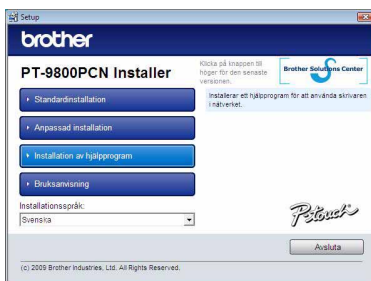 Setup
brother
PT-9800PCN Installer
Klicka på knappen till
höger för den senaste
versionen.
Brother Solutions Center
Standardinstallation
Installerar ett hjälpprogram för att använda skrivaren
i nätverket.
Anpassad installation
Installation av hjälpprogram
Bruksanvisning
Installationsspråk:
Svenska
P-touch
Avsluta
(c) 2009 Brother Industries, Ltd. All Rights Reserved.